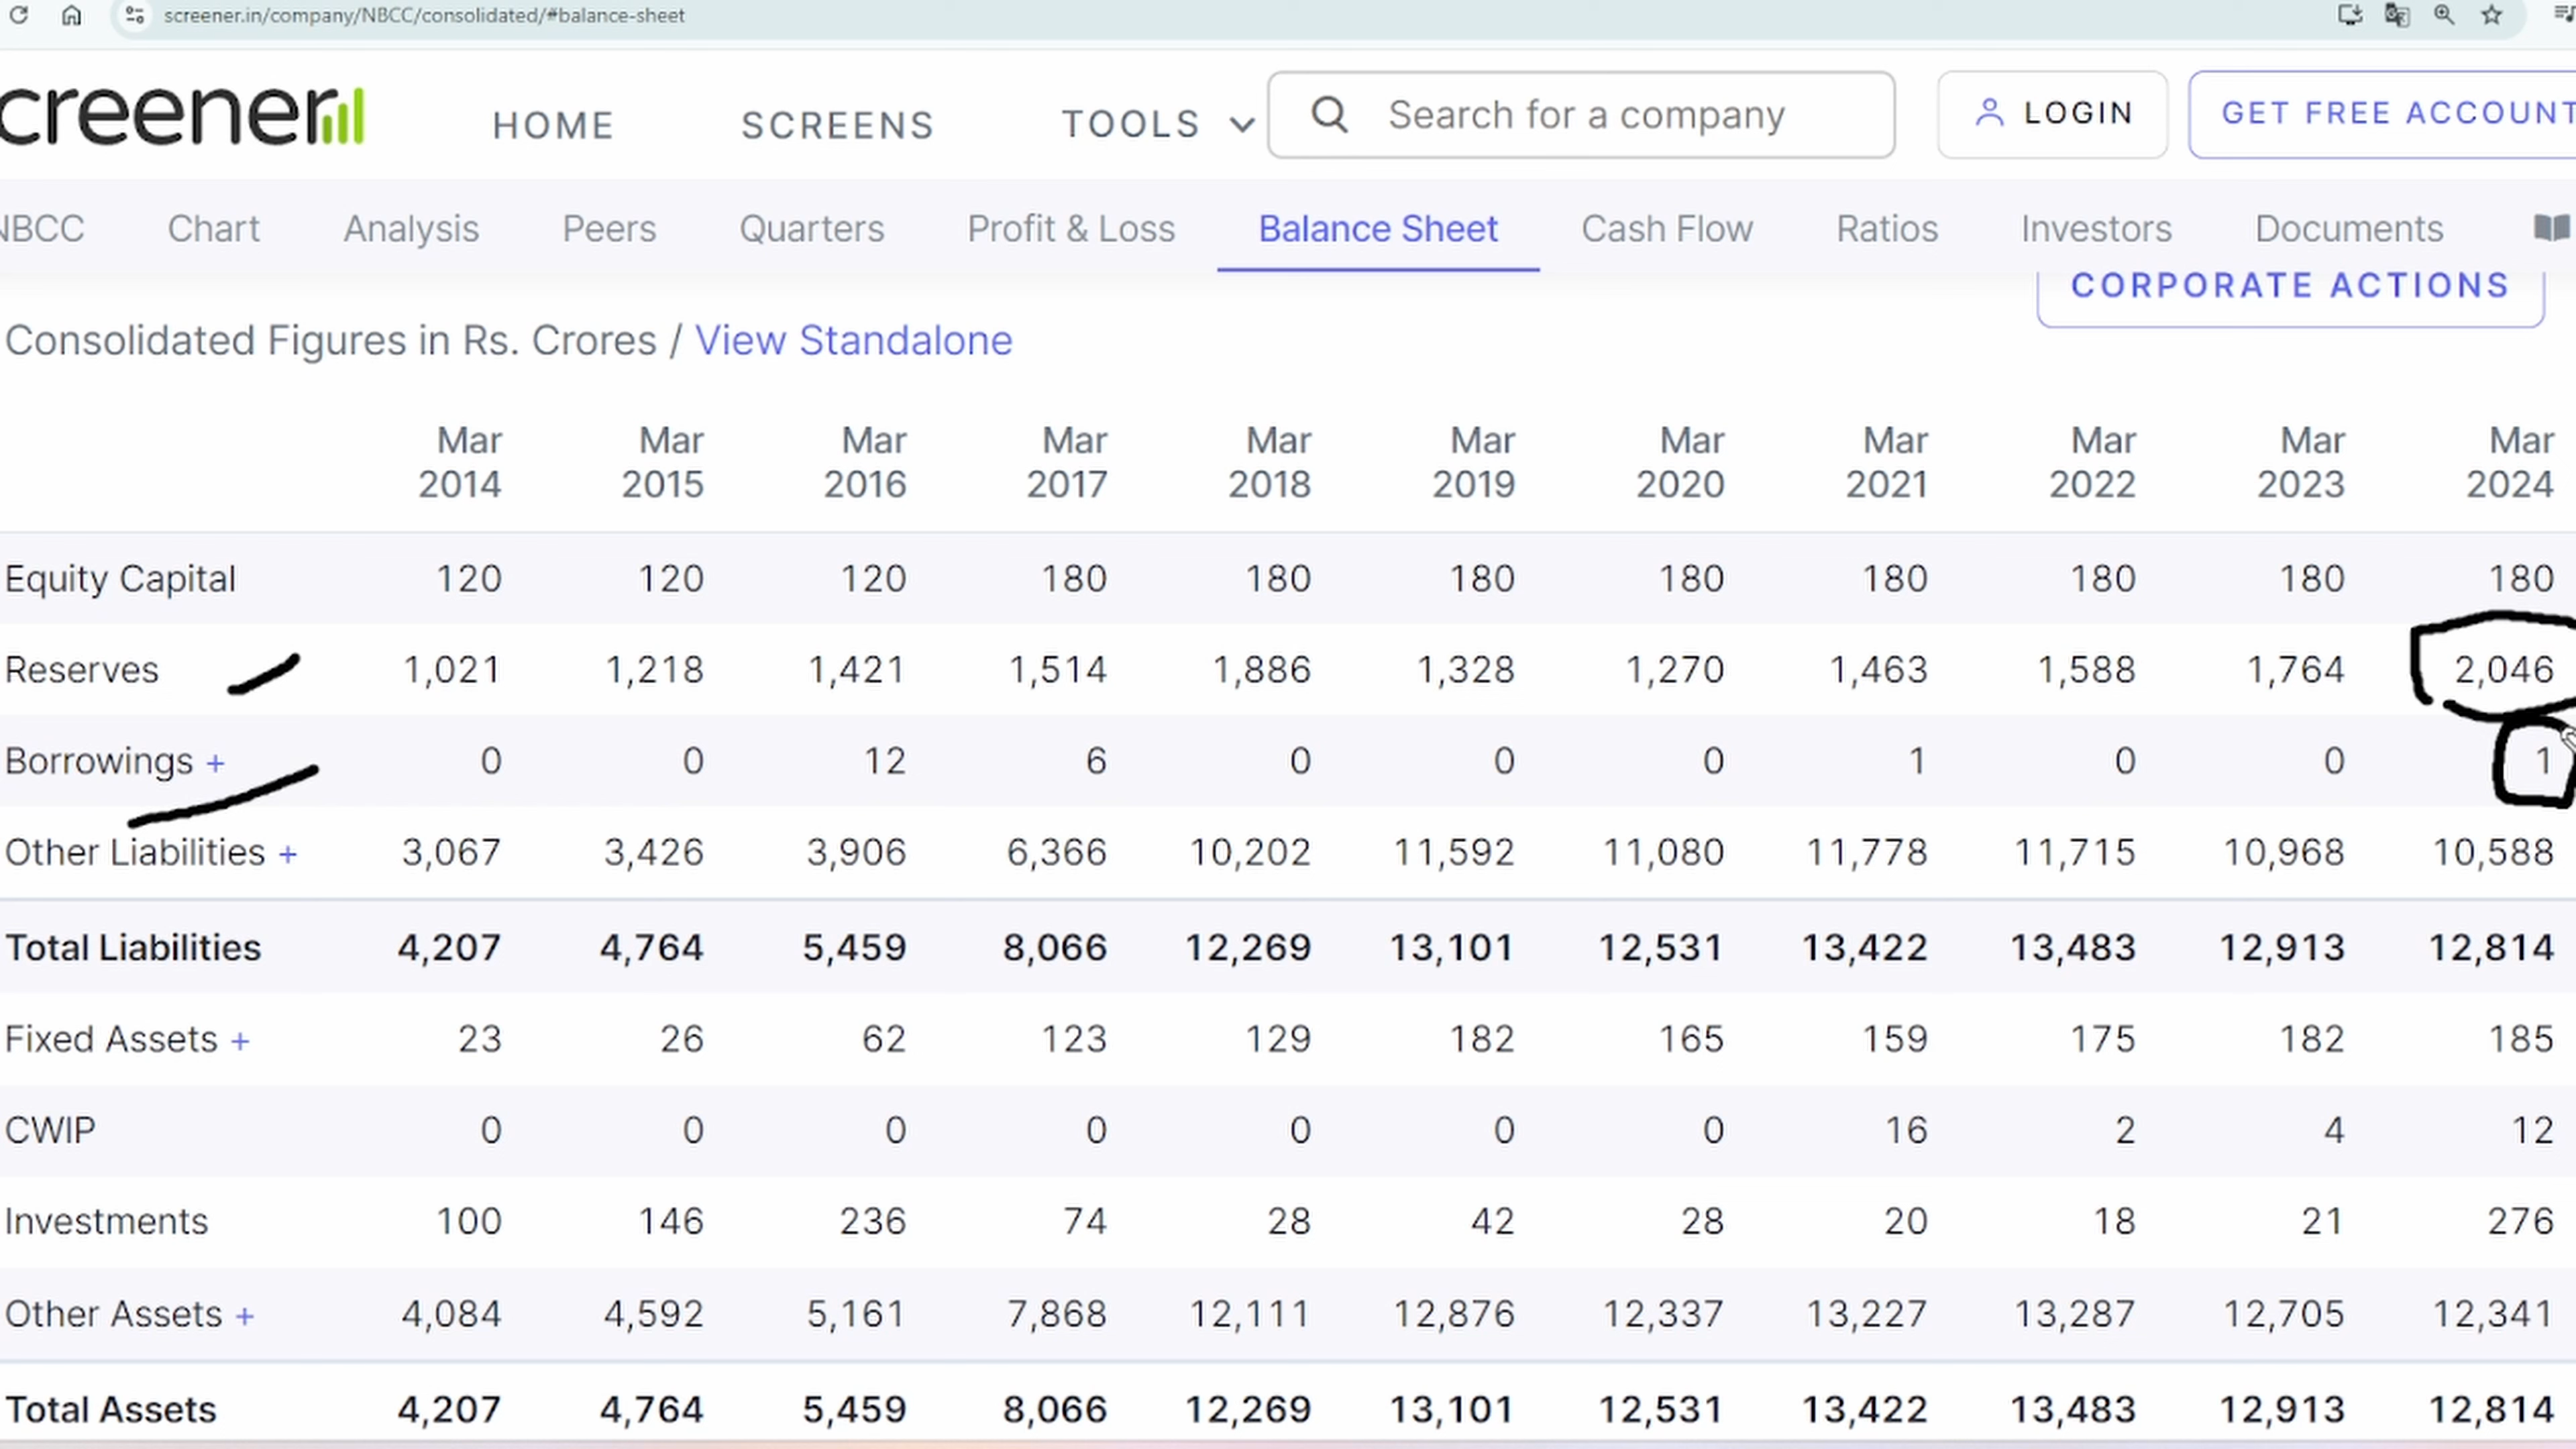 screener.in/company/NBCC/consolidated/#balance-sheet
creener HOME SCREENS TOOLS Search for a company LOGIN GET FREE ACCOUNT
NBCC Chart Analysis Peers Quarters Profit & Loss Balance Sheet Cash Flow Ratios Investors Documents
CORPORATE ACTIONS
Consolidated Figures in Rs. Crores / View Standalone
Mar 2014 Mar 2015 Mar 2016 Mar 2017 Mar 2018 Mar 2019 Mar 2020 Mar 2021 Mar 2022 Mar 2023 Mar 2024
Equity Capital 120 120 120 180 180 180 180 180 180 180 180
Reserves 1,021 1,218 1,421 1,514 1,886 1,328 1,270 1,463 1,588 1,764 2,046
Borrowings + 0 0 12 6 0 0 0 1 0 0 1
Other Liabilities + 3,067 3,426 3,906 6,366 10,202 11,592 11,080 11,778 11,715 10,968 10,588
Total Liabilities 4,207 4,764 5,459 8,066 12,269 13,101 12,531 13,422 13,483 12,913 12,814
Fixed Assets + 23 26 62 123 129 182 165 159 175 182 185
CWIP 0 0 0 0 0 0 0 16 2 4 12
Investments 100 146 236 74 28 42 28 20 18 21 276
Other Assets + 4,084 4,592 5,161 7,868 12,111 12,876 12,337 13,227 13,287 12,705 12,341
Total Assets 4,207 4,764 5,459 8,066 12,269 13,101 12,531 13,422 13,483 12,913 12,814